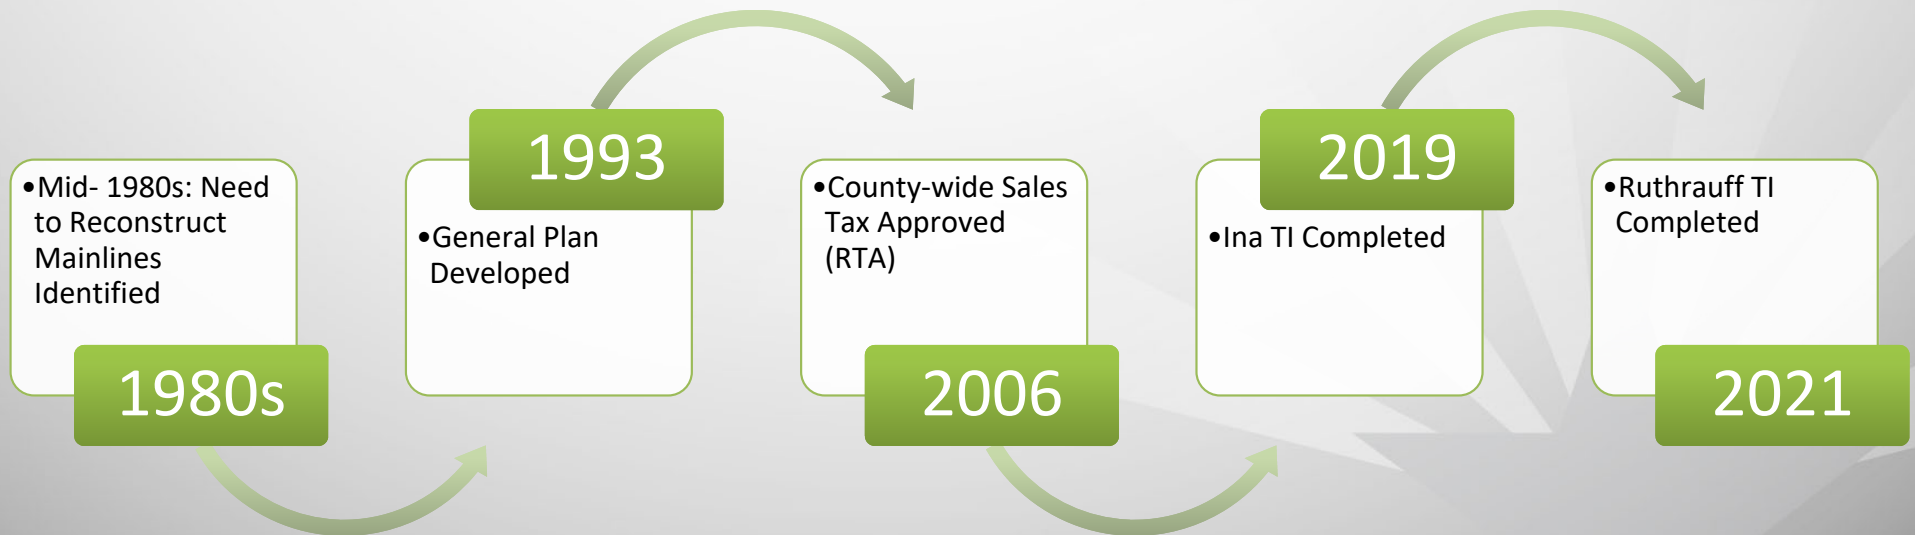 •Mid- 1980s: Need
to Reconstruct
Mainlines
Identified
1980s
1993
•General Plan
Developed
•County-wide Sales
Tax Approved
(RTA)
2006
2019
•Ina TI Completed
•Ruthrauff TI
Completed
2021